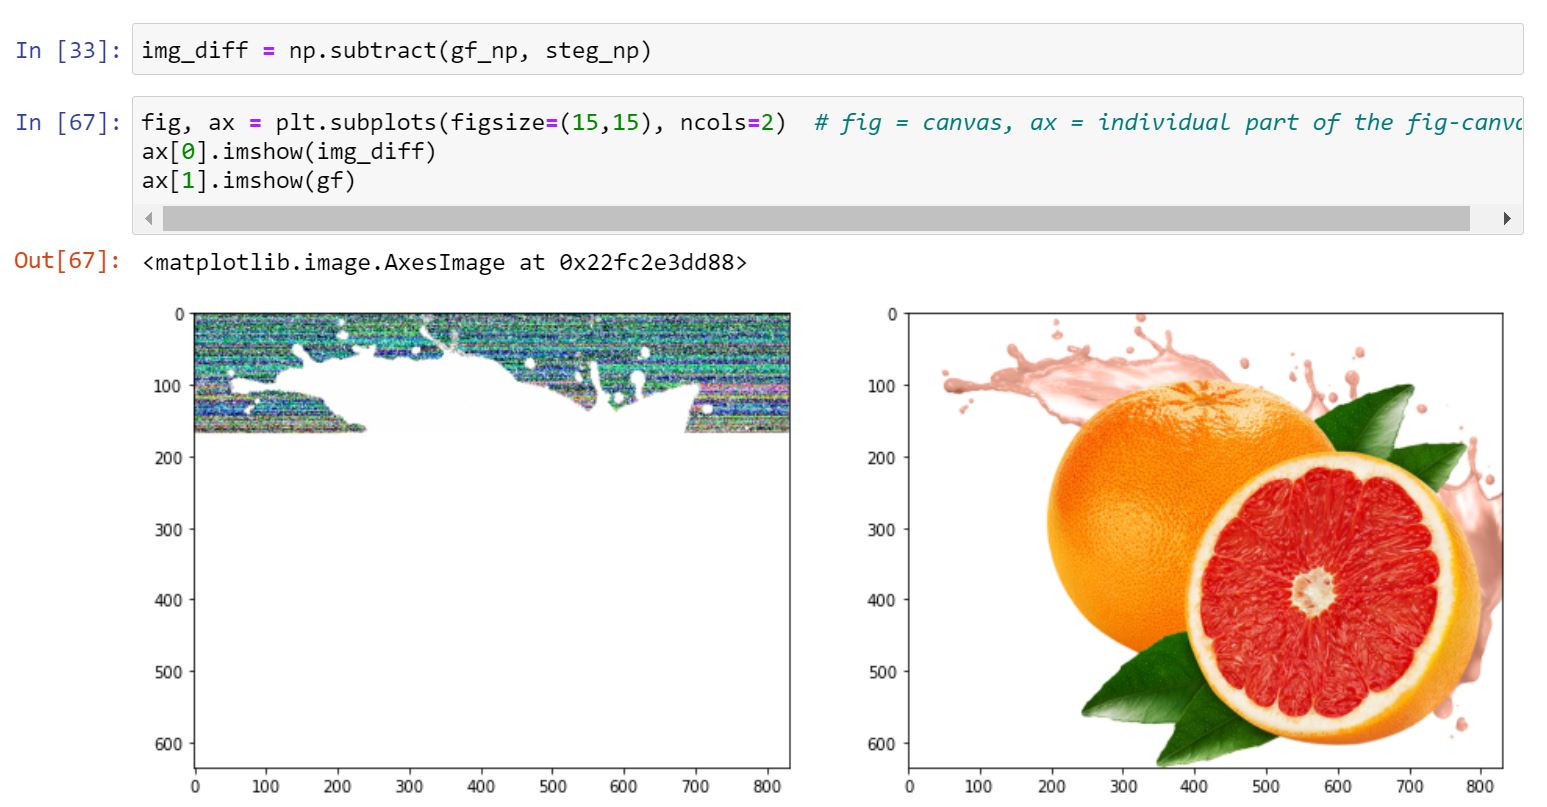 In [33]: img_diff = np.subtract(gf_np, steg_np)
In [67]: fig, ax = plt.subplots(figsize=(15,15), ncols=2)  # fig = canvas, ax = individual part of the
ax[0].imshow(img_diff)
ax[1].imshow(gf)
Out[67]: <matplotlib.image.AxesImage at 0x22fc2e3dd88>
0
100
200
300
400
500
600
0 100 200 300 400 500 600 700 800
0
100
200
300
400
500
600
0 100 200 300 400 500 600 700 800